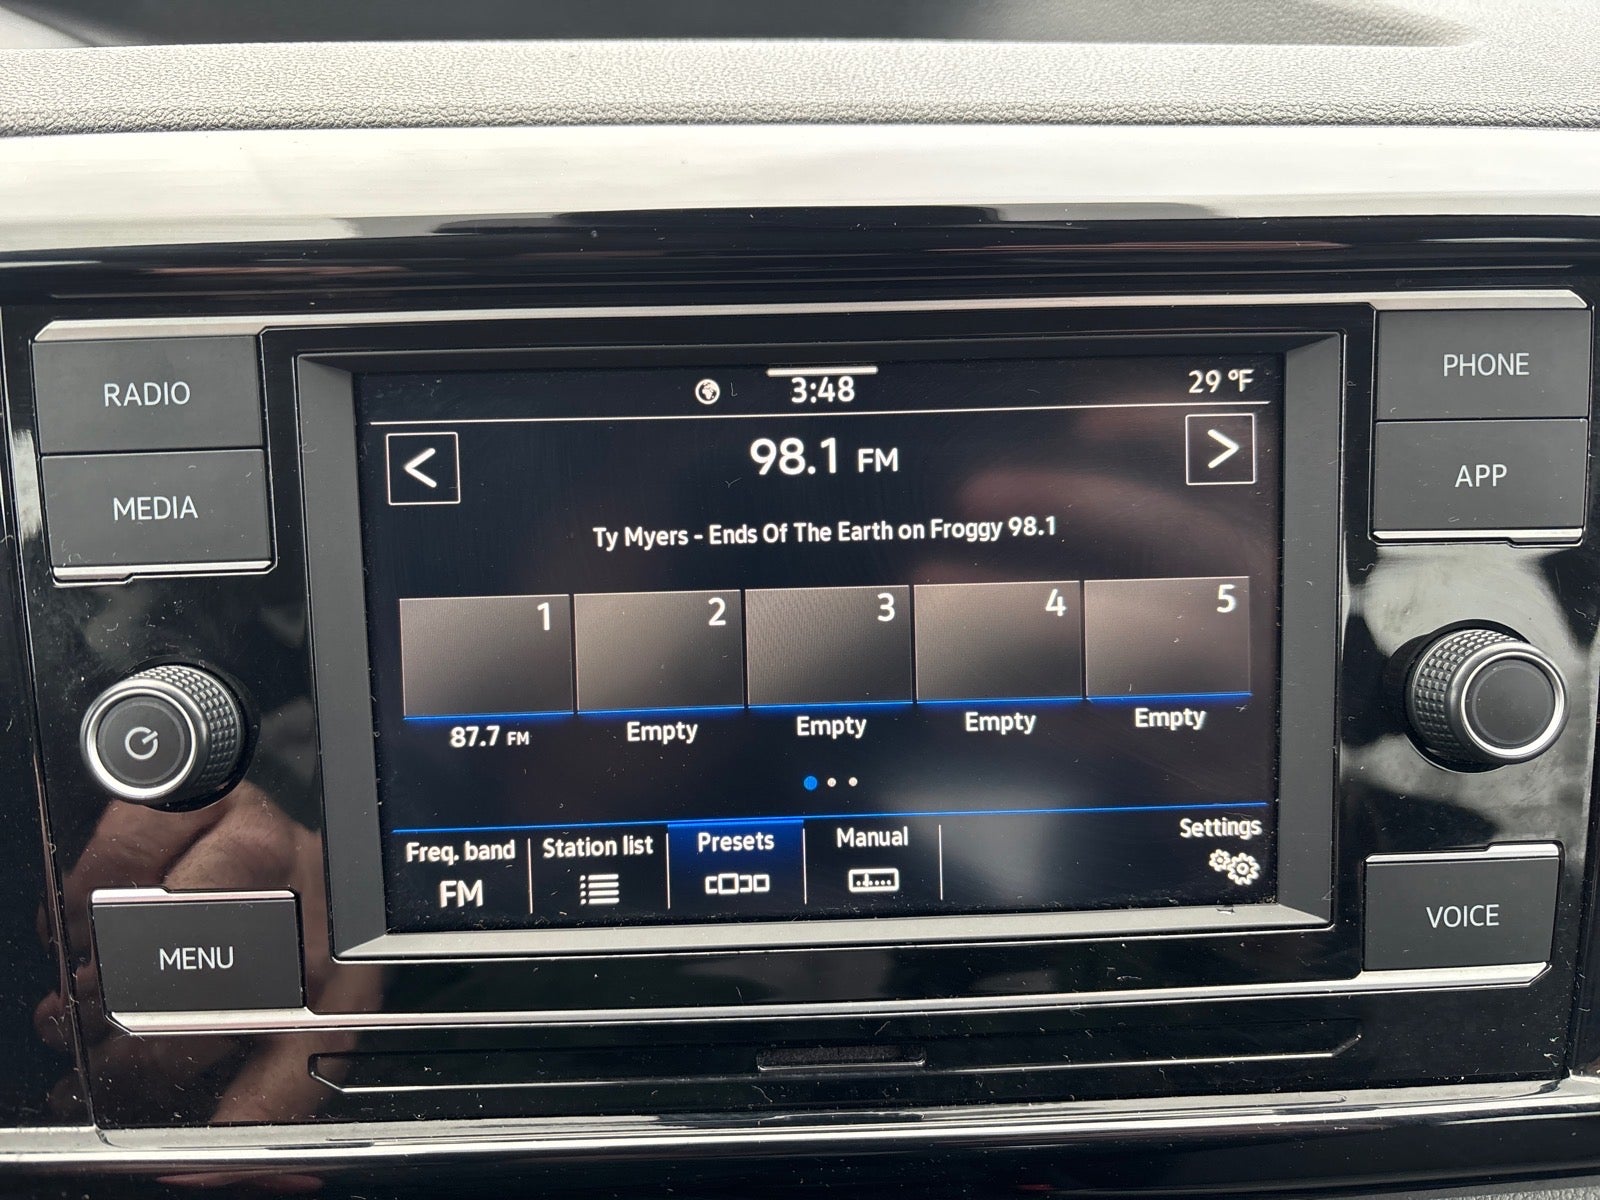 RADIO
MEDIA
MENU
3:48
29 °F
98.1 FM
Ty Myers - Ends Of The Earth on Froggy 98.1
1
2
3
4
5
87.7 FM
Empty
Empty
Empty
Empty
Freq. band
FM
Station list
Presets
Manual
Settings
PHONE
APP
VOICE